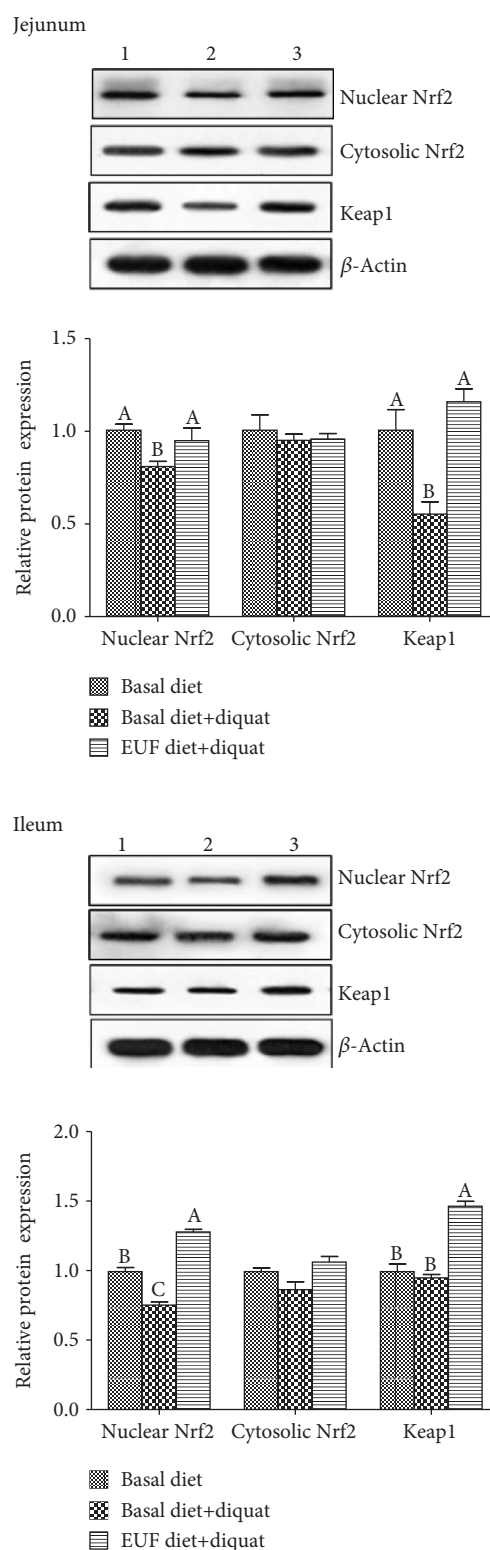 Jejunum
1 2 3
Nuclear Nrf2
Cytosolic Nrf2
Keap1
β-Actin
Relative protein expression
1.5
1.0
0.5
0.0
A B A
A B A
Nuclear Nrf2 Cytosolic Nrf2 Keap1
Basal diet
Basal diet+diquat
EUF diet+diquat
Ileum
1 2 3
Nuclear Nrf2
Cytosolic Nrf2
Keap1
β-Actin
Relative protein expression
2.0
1.5
1.0
0.5
0.0
B C A
B B A
Nuclear Nrf2 Cytosolic Nrf2 Keap1
Basal diet
Basal diet+diquat
EUF diet+diquat